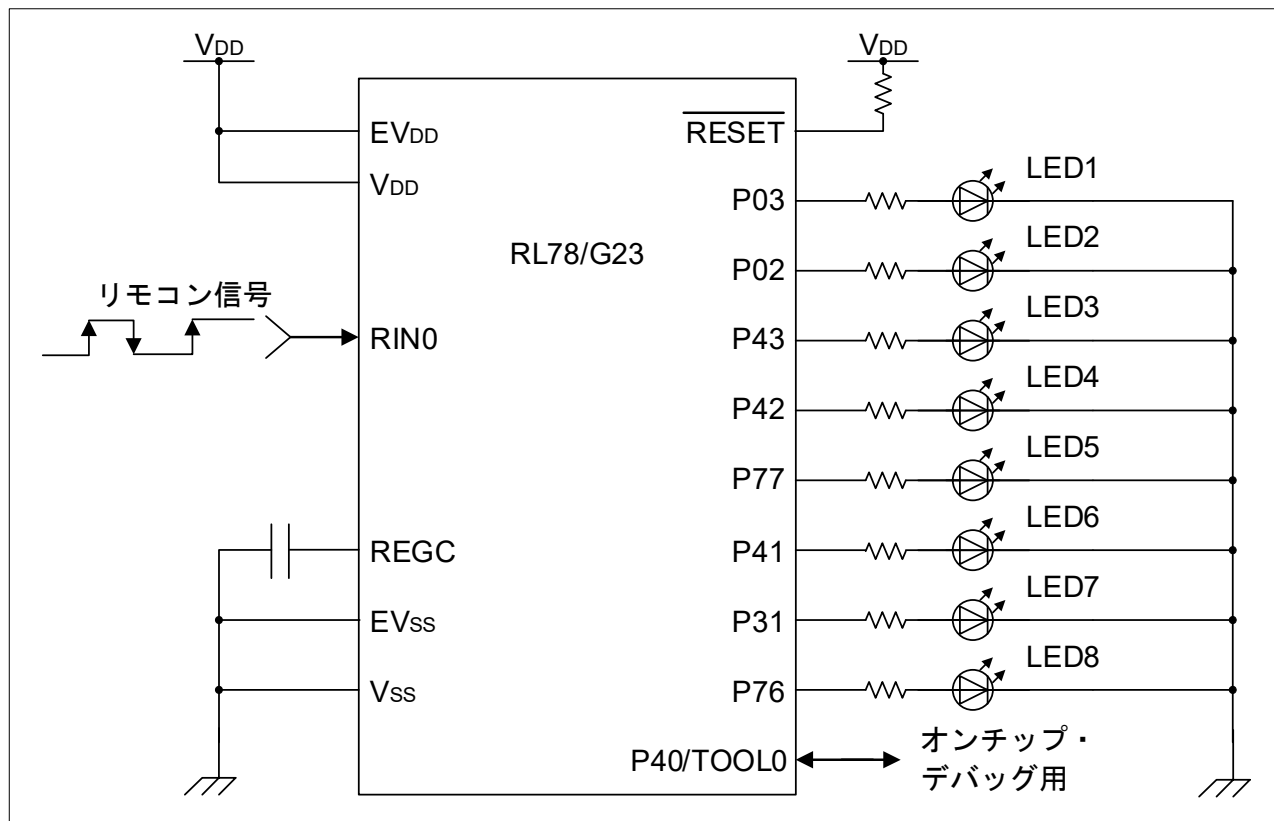 VDD
VDD
EVDD
RESET
VDD
LED1
P03
RL78/G23
LED2
P02
リモコン信号
LED3
RIN0
P43
LED4
P42
LED5
P77
LED6
REGC
P41
LED7
EVSS
P31
LED8
VSS
P76
P40/TOOL0
オンチップ・
デバッグ用